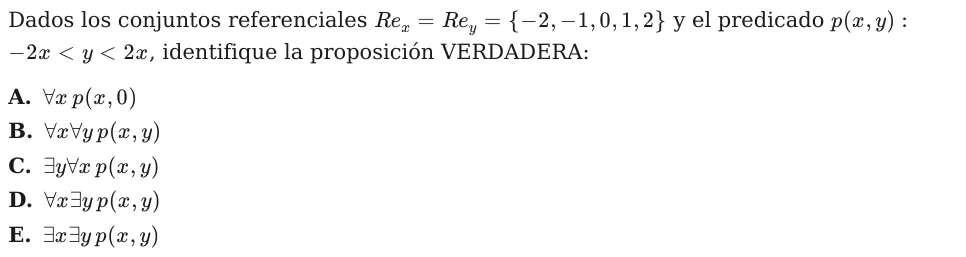 Dados los conjuntos referenciales Re_x = Re_y = {−2, −1, 0, 1, 2} y el predicado p(x, y) :
−2x < y < 2x, identifique la proposición VERDADERA:
A. ∀x p(x, 0)
B. ∀x∀y p(x, y)
C. ∃y∀x p(x, y)
D. ∀x∃y p(x, y)
E. ∃x∃y p(x, y)